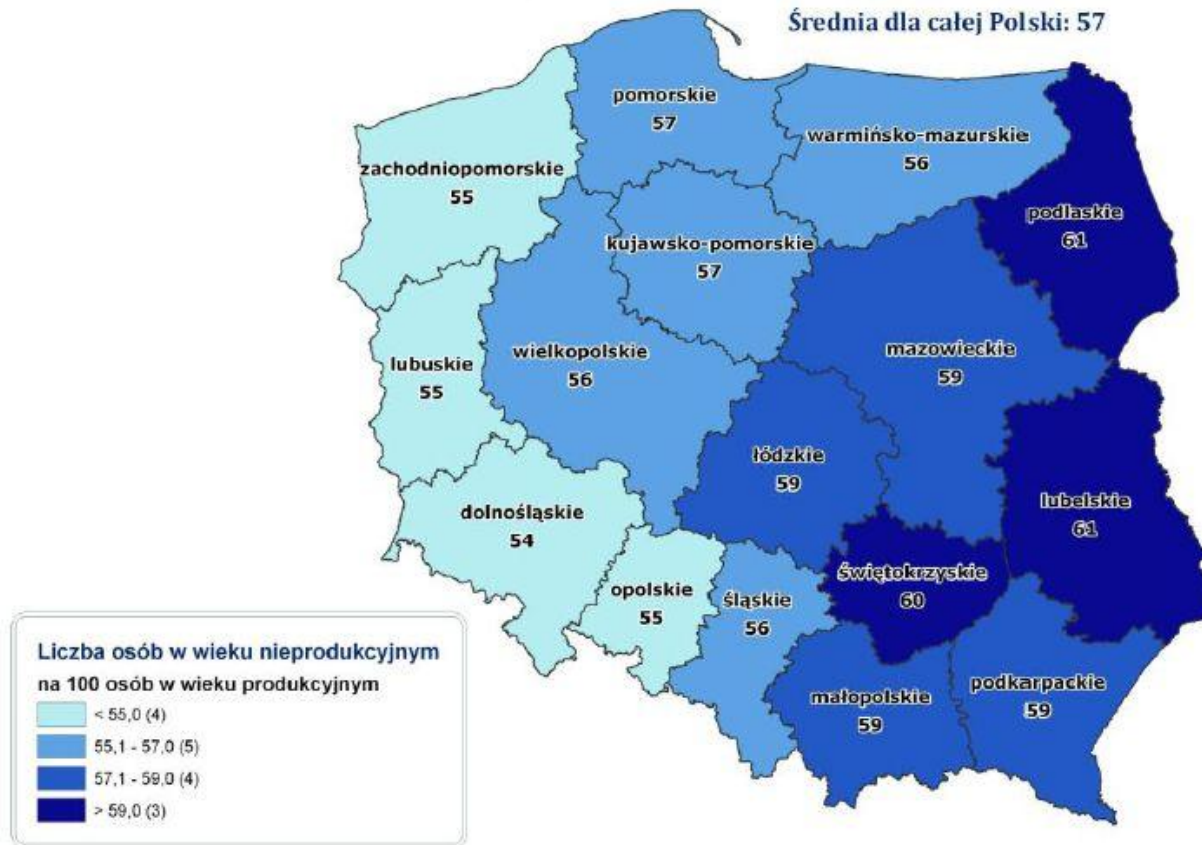 Średnia dla całej Polski: 57
pomorskie
57
warmińsko-mazurskie
56
zachodniopomorskie
55
podlaskie
61
kujawsko-pomorskie
57
mazowieckie
59
wielkopolskie
56
lubuskie
55
łódzkie
59
lubelskie
61
dolnośląskie
54
świętokrzyskie
60
opolskie
55
śląskie
56
podkarpackie
59
małopolskie
59
Liczba osób w wieku nieprodukcyjnym
na 100 osób w wieku produkcyjnym
< 55,0 (4)
55,1 - 57,0 (5)
57,1 - 59,0 (4)
> 59,0 (3)